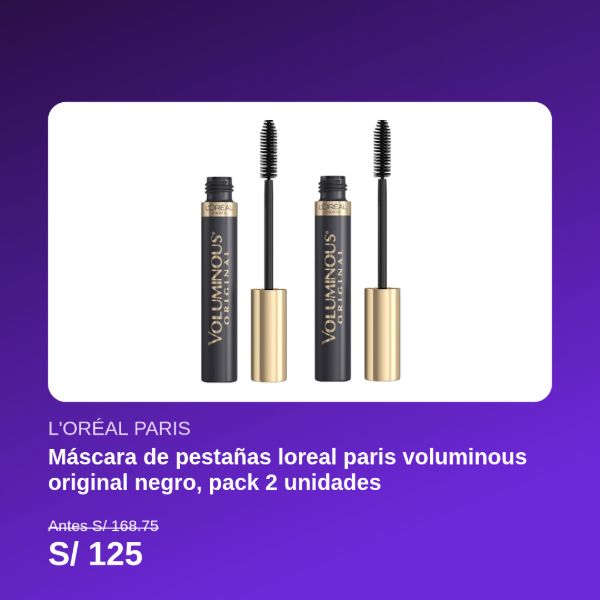 L'ORÉAL
PARIS
VOLUMINOUS®
ORIGINAL
L'ORÉAL
PARIS
VOLUMINOUS®
ORIGINAL
L'ORÉAL PARIS
Máscara de pestañas loreal paris voluminous
original negro, pack 2 unidades
Antes S/ 168.75
S/ 125